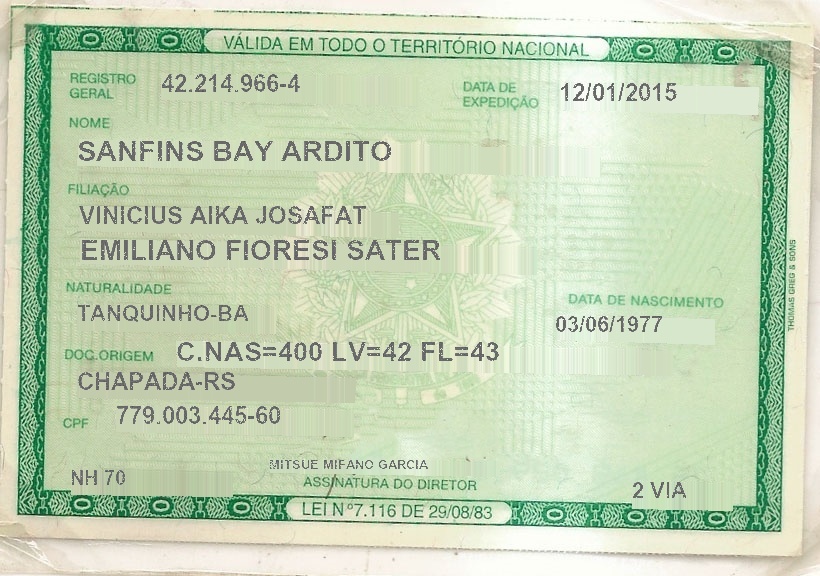 VÁLIDA EM TODO O TERRITÓRIO NACIONAL
REGISTRO GERAL 42.214.966-4 DATA DE EXPEDIÇÃO 12/01/2015
NOME
SANFINS BAY ARDITO
FILIAÇÃO
VINICIUS AIKA JOSAFAT
EMILIANO FIORESI SATER
NATURALIDADE DATA DE NASCIMENTO
TANQUINHO-BA 03/06/1977
DOC.ORIGEM C.NAS=400 LV=42 FL=43
CHAPADA-RS
CPF 779.003.445-60
MITSUE MIFANO GARCIA
NH 70 ASSINATURA DO DIRETOR 2 VIA
LEI Nº7.116 DE 29/08/83
THOMAS GREG & SONS